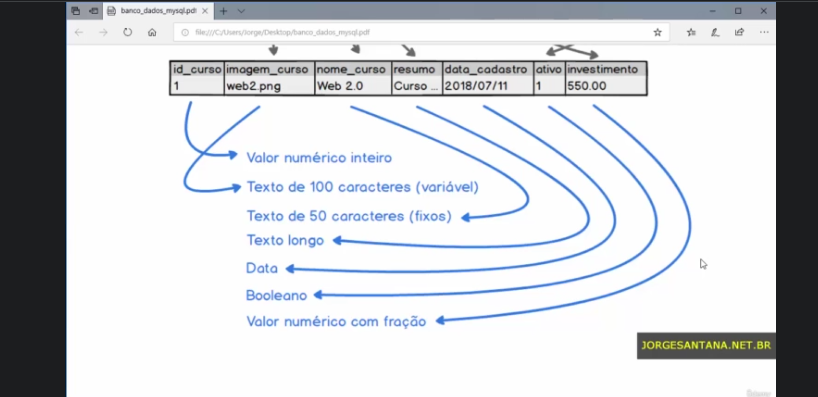 banco_dados_mysql.pdf
file:///C:/Users/Jorge/Desktop/banco_dados_mysql.pdf
id_curso imagem_curso nome_curso resumo data_cadastro ativo investimento
1 web2.png Web 2.0 Curso ... 2018/07/11 1 550.00
Valor numérico inteiro
Texto de 100 caracteres (variável)
Texto de 50 caracteres (fixos)
Texto longo
Data
Booleano
Valor numérico com fração
JORGESANTANA.NET.BR